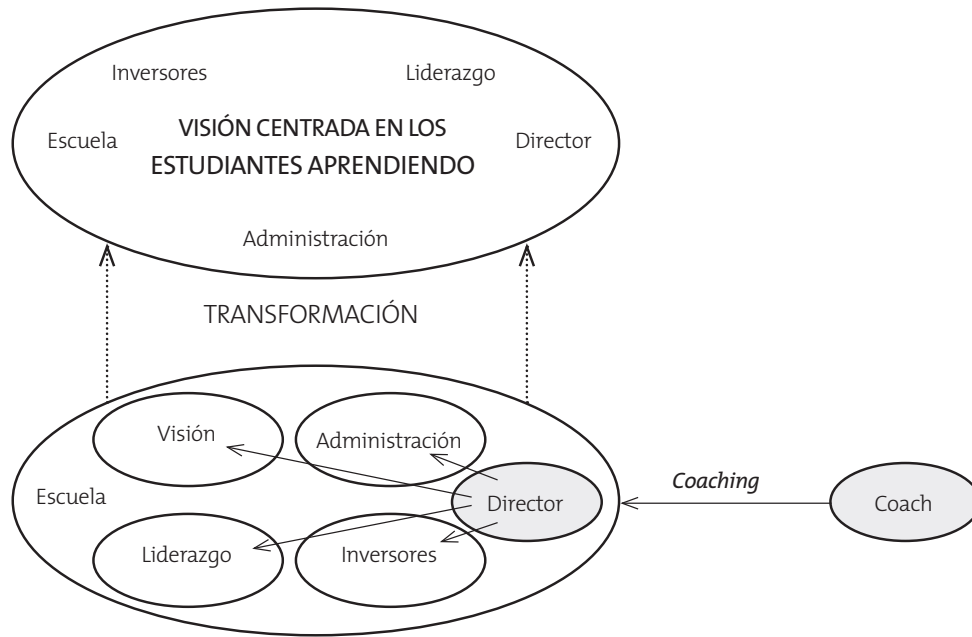 Inversores
Liderazgo
Escuela
VISIÓN CENTRADA EN LOS
ESTUDIANTES APRENDIENDO
Director
Administración
TRANSFORMACIÓN
Visión
Administración
Escuela
Director
Coaching
Coach
Liderazgo
Inversores